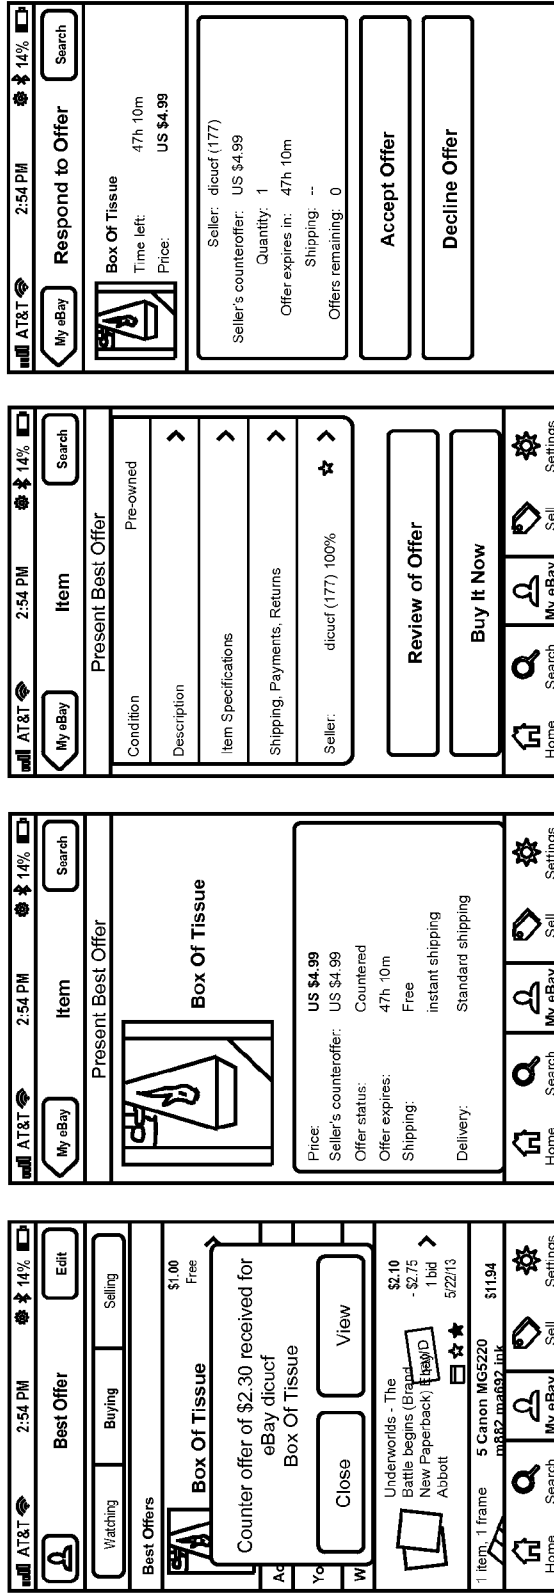 AT&T 2:54 PM 14%
Best Offer Edit
Watching Buying Selling
Best Offers
Box Of Tissue $1.00
Free
Counter offer of $2.30 received for
eBay dicucf
Box Of Tissue
Close View
Ac
Yo
W
Underworlds - The $2.10
Battle begins (Brand - $2.75
New Paperback) 1 bid
Abbott 5/22/13
1 item, 1 frame 5 Canon MG5220 $11.94
m882 ma692 ink
Home Search My eBay Sell Settings
AT&T 2:54 PM 14%
My eBay Item Search
Present Best Offer
Box Of Tissue
Price: US $4.99
Seller's counteroffer: US $4.99
Offer status: Countered
Offer expires: 47h 10m
Shipping: Free
instant shipping
Delivery: Standard shipping
Home Search My eBay Sell Settings
AT&T 2:54 PM 14%
My eBay Item Search
Present Best Offer
Condition Pre-owned
Description
Item Specifications
Shipping, Payments, Returns
Seller: dicucf (177) 100%
Review of Offer
Buy It Now
Home Search My eBay Sell Settings
AT&T 2:54 PM 14%
My eBay Respond to Offer Search
Box Of Tissue
Time left: 47h 10m
Price: US $4.99
Seller: dicucf (177)
Seller's counteroffer: US $4.99
Quantity: 1
Offer expires in: 47h 10m
Shipping: --
Offers remaining: 0
Accept Offer
Decline Offer